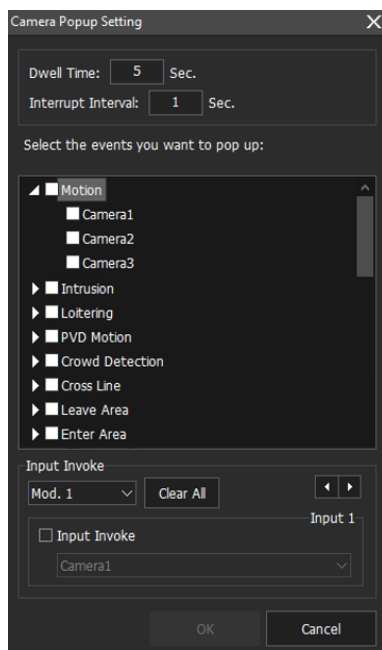 Camera Popup Setting
Dwell Time: 5 Sec.
Interrupt Interval: 1 Sec.
Select the events you want to pop up:
Motion
Camera1
Camera2
Camera3
Intrusion
Loitering
PVD Motion
Crowd Detection
Cross Line
Leave Area
Enter Area
Input Invoke
Mod. 1 Clear All
Input 1
Input Invoke
Camera1
OK Cancel